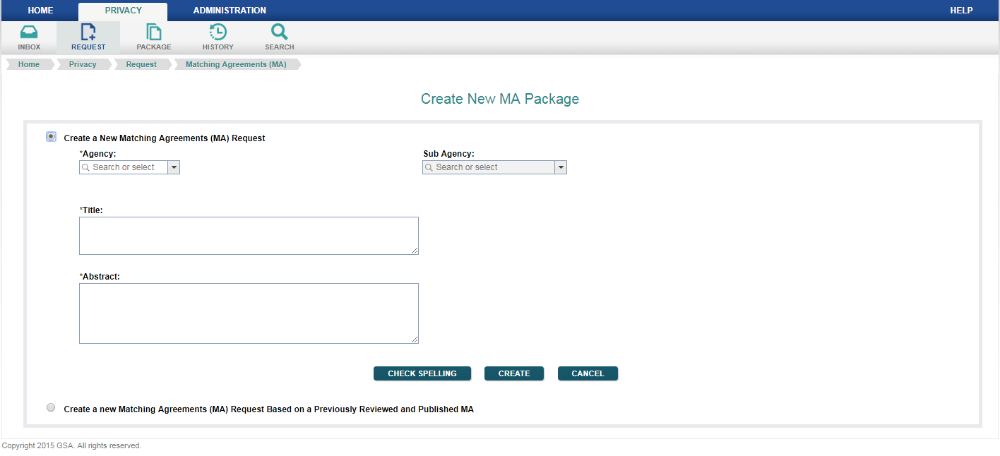 HOME PRIVACY ADMINISTRATION HELP
INBOX REQUEST PACKAGE HISTORY SEARCH
Home Privacy Request Matching Agreements (MA)
Create New MA Package
Create a New Matching Agreements (MA) Request
*Agency: Sub Agency:
Search or select Search or select
*Title:
*Abstract:
CHECK SPELLING CREATE CANCEL
Create a new Matching Agreements (MA) Request Based on a Previously Reviewed and Published MA
Copyright 2015 GSA. All rights reserved.